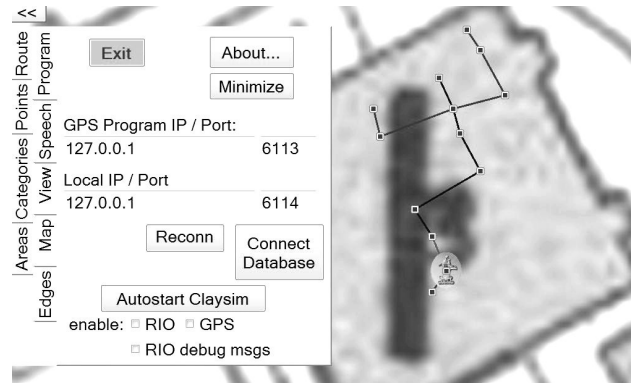 <<
Route
Program
Points
Speech
Categories
View
Areas
Map
Edges
Exit
About...
Minimize
GPS Program IP / Port:
127.0.0.1 6113
Local IP / Port
127.0.0.1 6114
Reconn
Connect
Database
Autostart Claysim
enable: RIO GPS
RIO debug msgs